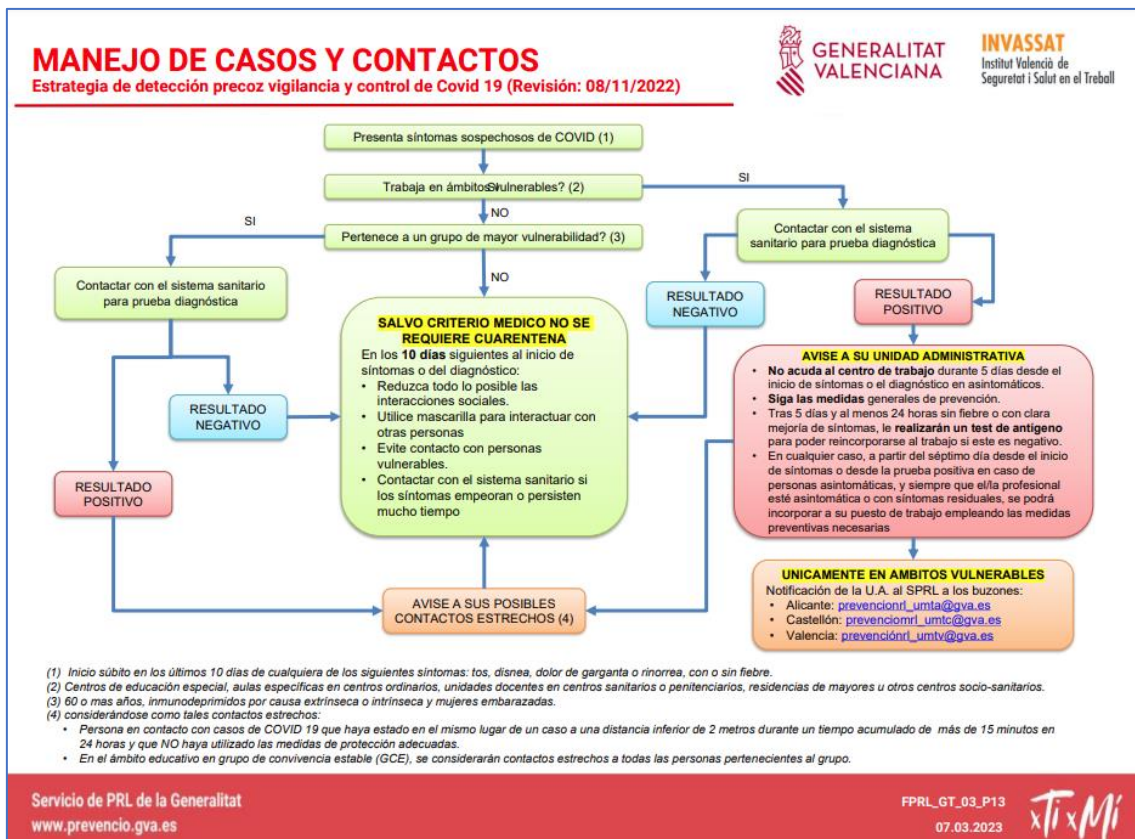 MANEJO DE CASOS Y CONTACTOS
Estrategia de detección precoz vigilancia y control de Covid 19 (Revisión: 08/11/2022)
GENERALITAT
VALENCIANA
INVASSAT
Institut Valencià de
Seguretat i Salut en el Treball
Presenta síntomas sospechosos de COVID (1)
Trabaja en ámbitos vulnerables? (2)
SI
SI
NO
SI
Pertenece a un grupo de mayor vulnerabilidad? (3)
Contactar con el sistema
sanitario para prueba diagnóstica
NO
Contactar con el sistema sanitario
para prueba diagnóstica
RESULTADO
NEGATIVO
RESULTADO
POSITIVO
SALVO CRITERIO MEDICO NO SE
REQUIERE CUARENTENA
En los 10 días siguientes al inicio de
síntomas o del diagnóstico:
• Reduzca todo lo posible las
interacciones sociales.
• Utilice mascarilla para interactuar con
otras personas
• Evite contacto con personas
vulnerables.
• Contactar con el sistema sanitario si
los síntomas empeoran o persisten
mucho tiempo
AVISE A SU UNIDAD ADMINISTRATIVA
• No acuda al centro de trabajo durante 5 días desde el
inicio de síntomas o el diagnóstico en asintomáticos.
• Siga las medidas generales de prevención.
• Tras 5 días y al menos 24 horas sin fiebre o con clara
mejoría de síntomas, le realizarán un test de antígeno
para poder reincorporarse al trabajo si este es negativo.
• En cualquier caso, a partir del séptimo día desde el inicio
de síntomas o desde la prueba positiva en caso de
personas asintomáticas, y siempre que el/la profesional
esté asintomática o con síntomas residuales, se podrá
incorporar a su puesto de trabajo empleando las medidas
preventivas necesarias
RESULTADO
NEGATIVO
RESULTADO
POSITIVO
AVISE A SUS POSIBLES
CONTACTOS ESTRECHOS (4)
UNICAMENTE EN AMBITOS VULNERABLES
Notificación de la U.A. al SPRL a los buzones:
• Alicante: prevencionrl_umta@gva.es
• Castellón: prevenciomrl_umtc@gva.es
• Valencia: prevenciónrl_umtv@gva.es
(1) Inicio súbito en los últimos 10 días de cualquiera de los siguientes síntomas: tos, disnea, dolor de garganta o rinorrea, con o sin fiebre.
(2) Centros de educación especial, aulas específicas en centros ordinarios, unidades docentes en centros sanitarios o penitenciarios, residencias de mayores u otros centros socio-sanitarios.
(3) 60 o mas años, inmunodeprimidos por causa extrínseca o intrínseca y mujeres embarazadas.
(4) considerándose como tales contactos estrechos:
• Persona en contacto con casos de COVID 19 que haya estado en el mismo lugar de un caso a una distancia inferior de 2 metros durante un tiempo acumulado de más de 15 minutos en
24 horas y que NO haya utilizado las medidas de protección adecuadas.
• En el ámbito educativo en grupo de convivencia estable (GCE), se considerarán contactos estrechos a todas las personas pertenecientes al grupo.
Servicio de PRL de la Generalitat
www.prevencio.gva.es
FPRL_GT_03_P13
07.03.2023
xTi xMí